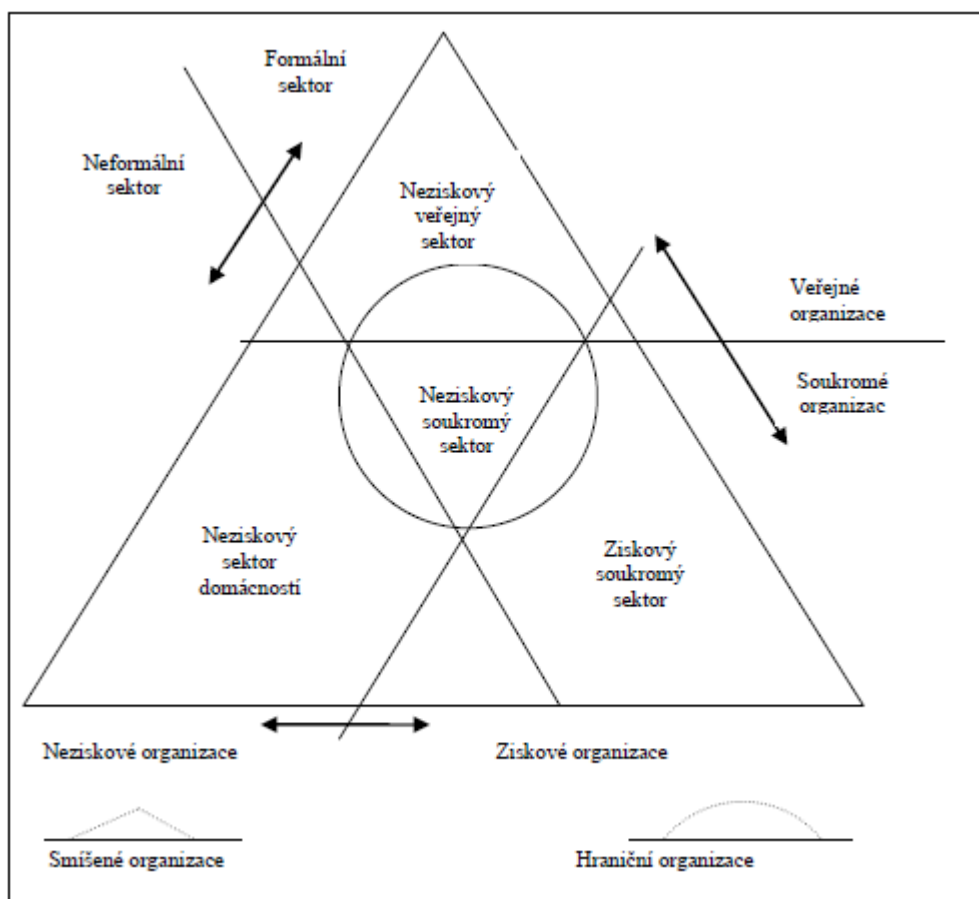 Formální
sektor
Neformální
sektor
Neziskový
veřejný
sektor
Veřejné
organizace
Soukromé
organizac
Neziskový
soukromý
sektor
Neziskový
sektor
domácností
Ziskový
soukromý
sektor
Neziskové organizace
Ziskové organizace
Smíšené organizace
Hraniční organizace